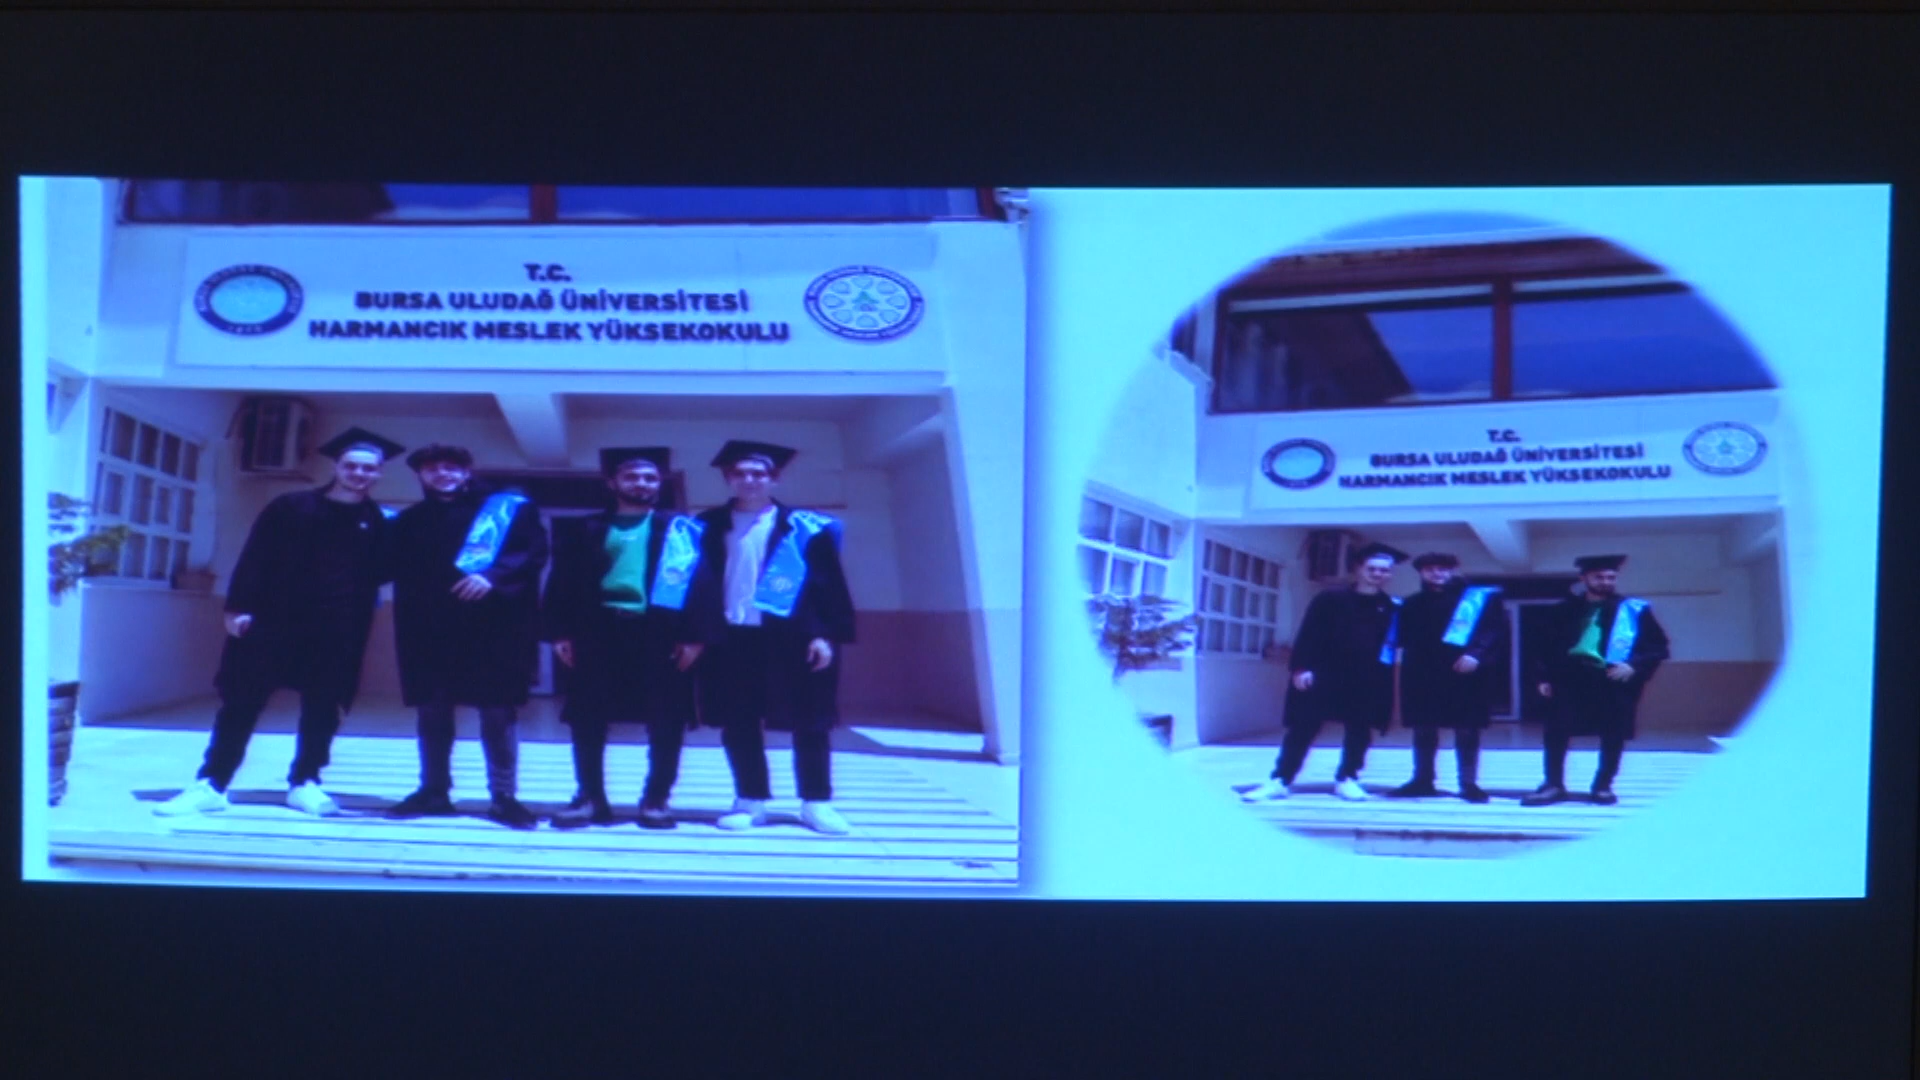 T.C.
BURSA ULUDAĞ ÜNİVERSİTESİ
HARMANCIK MESLEK YÜKSEKOKULU
T.C.
BURSA ULUDAĞ ÜNİVERSİTESİ
HARMANCIK MESLEK YÜKSEKOKULU